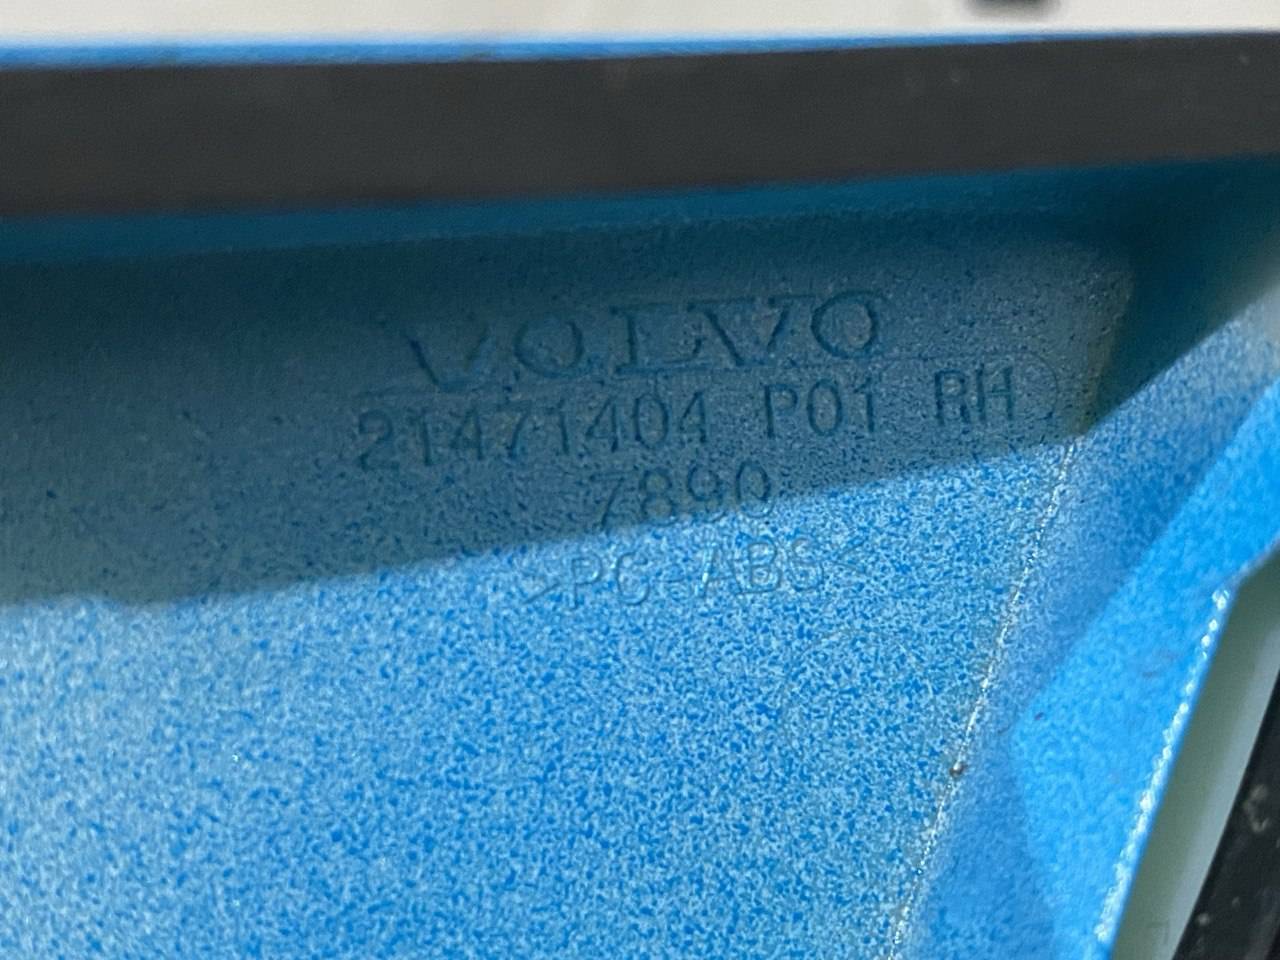 VOLVO
21471404 P01 RH
7890
>PC-ABS<